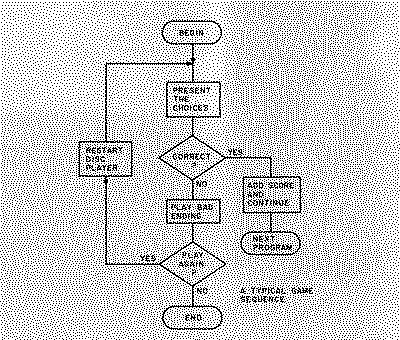 BEGIN
PRESENT
THE
CHOICES
RESTART
DISC
PLAYER
CORRECT
YES
NO
ADD SCORE
AND
CONTINUE
PLAY BAD
ENDING
NEXT
PROGRAM
PLAY
AGAIN
YES
NO
A TYPICAL GAME
SEQUENCE
END